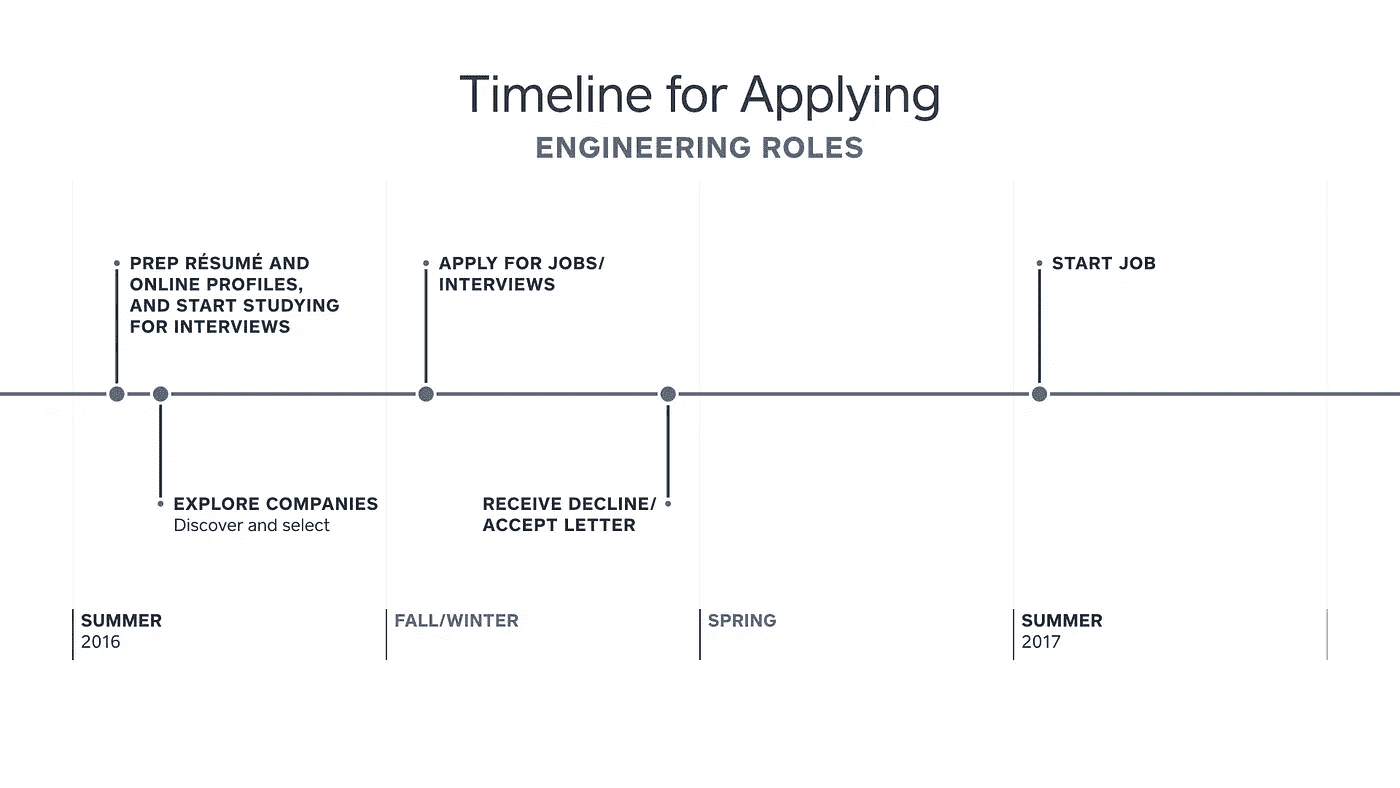 Timeline for Applying
ENGINEERING ROLES
PREP RÉSUMÉ AND
ONLINE PROFILES,
AND START STUDYING
FOR INTERVIEWS
APPLY FOR JOBS/
INTERVIEWS
START JOB
EXPLORE COMPANIES
Discover and select
RECEIVE DECLINE/
ACCEPT LETTER
SUMMER
2016
FALL/WINTER
SPRING
SUMMER
2017